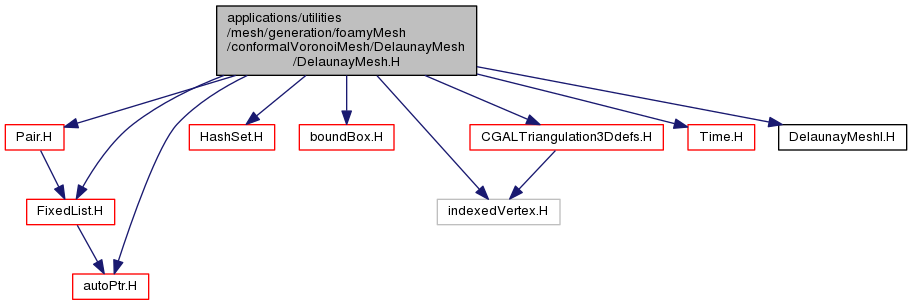 applications/utilities
/mesh/generation/foamyMesh
/conformalVoronoiMesh/DelaunayMesh
/DelaunayMesh.H
Pair.H
HashSet.H
boundBox.H
CGALTriangulation3Ddefs.H
Time.H
DelaunayMeshI.H
FixedList.H
indexedVertex.H
autoPtr.H